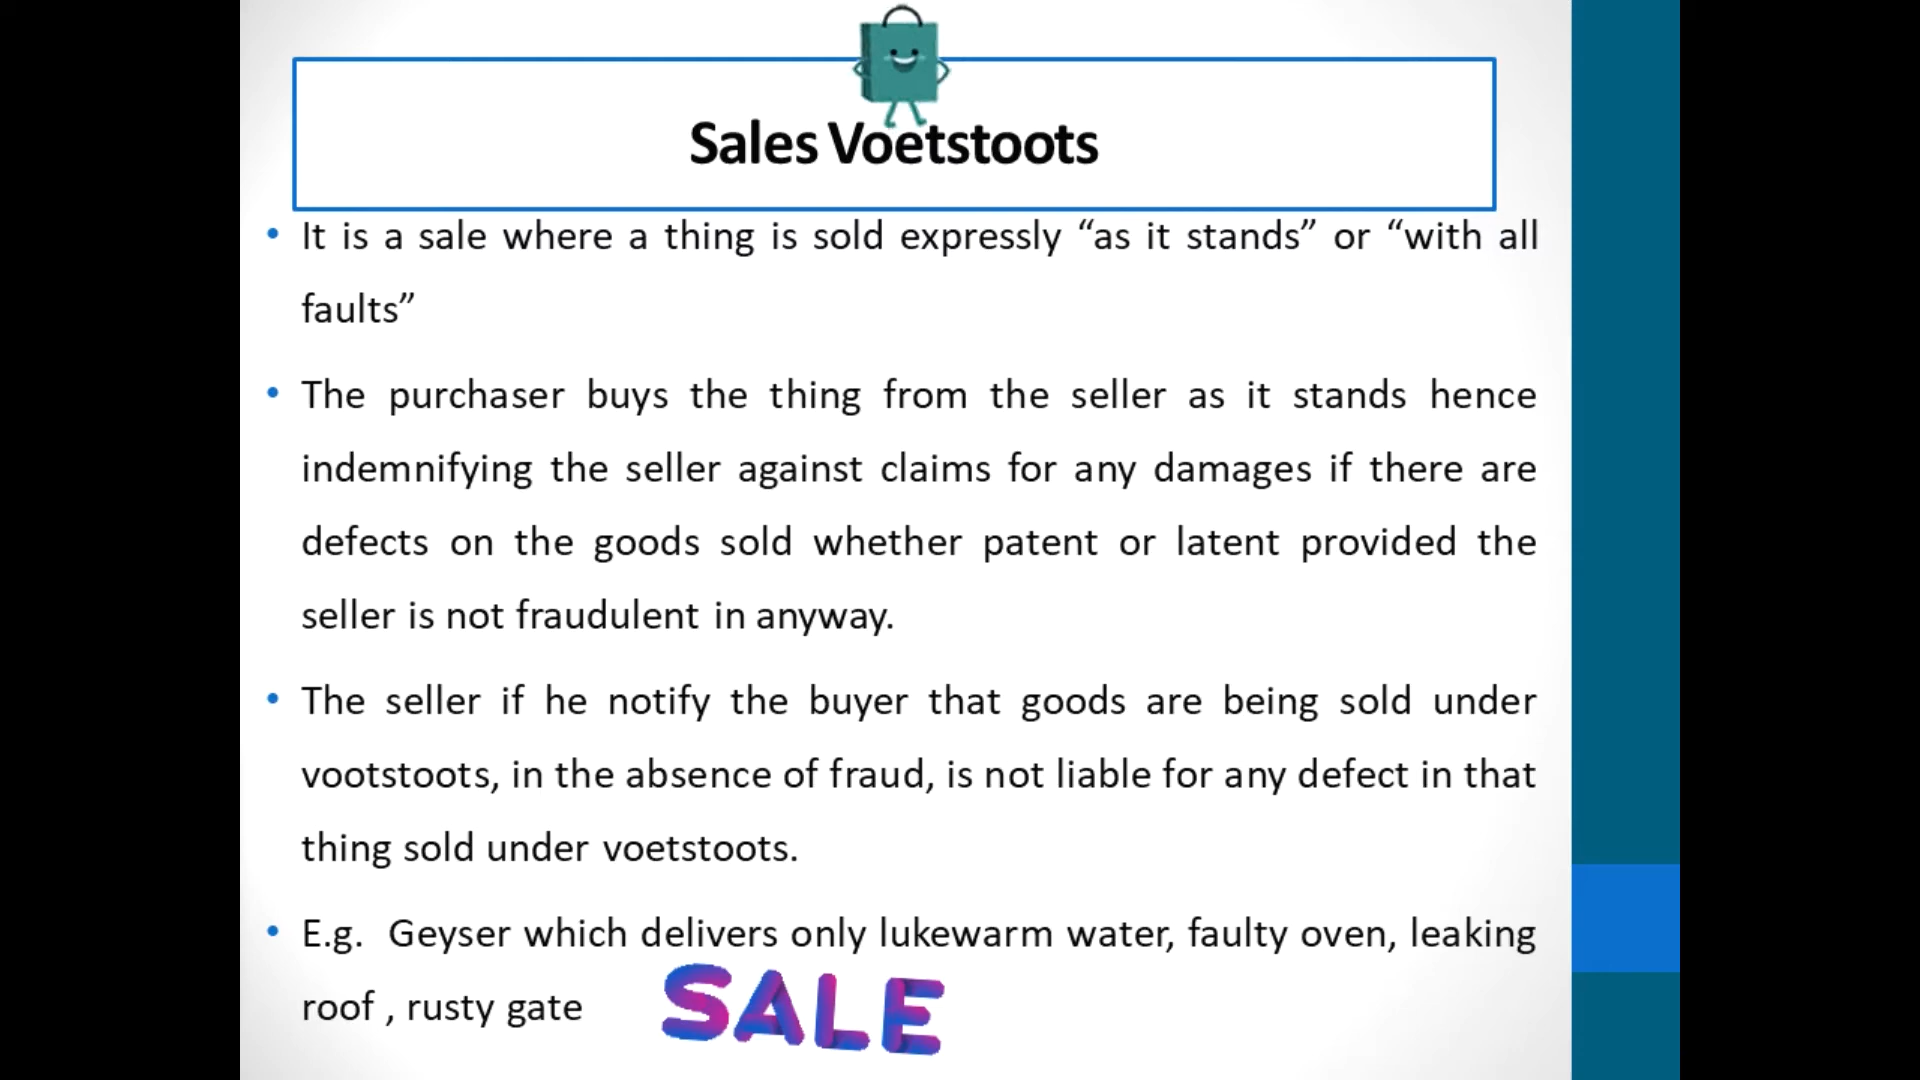 Sales Voetstoots
• It is a sale where a thing is sold expressly “as it stands” or “with all
faults”
• The purchaser buys the thing from the seller as it stands hence
indemnifying the seller against claims for any damages if there are
defects on the goods sold whether patent or latent provided the
seller is not fraudulent in anyway.
• The seller if he notify the buyer that goods are being sold under
vootstoots, in the absence of fraud, is not liable for any defect in that
thing sold under voetstoots.
• E.g. Geyser which delivers only lukewarm water, faulty oven, leaking
roof , rusty gate
SALE